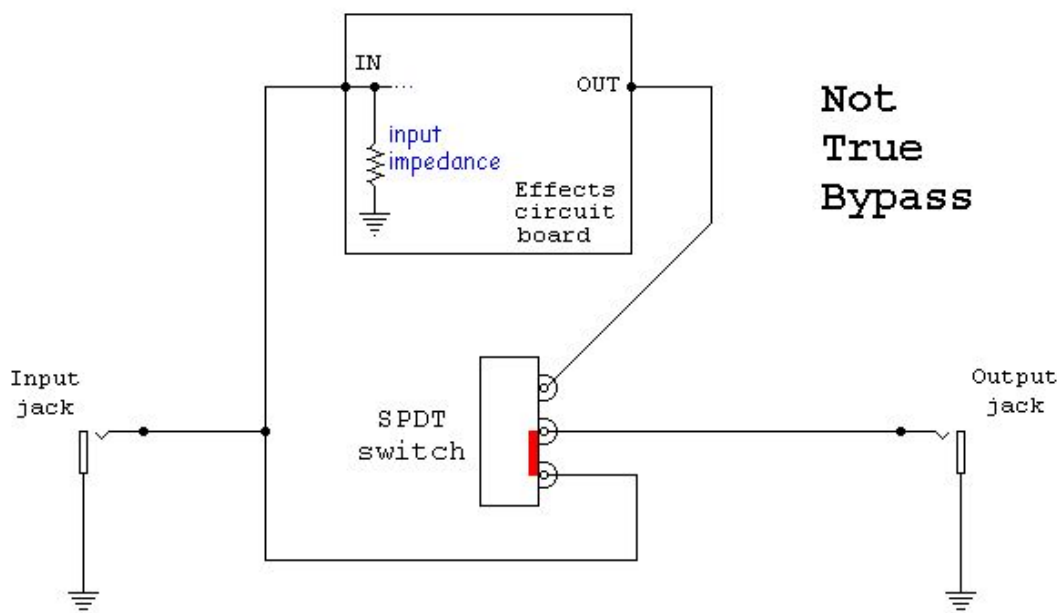 IN
OUT
input
impedance
Effects
circuit
board
Not
True
Bypass
Input
jack
SPDT
switch
Output
jack